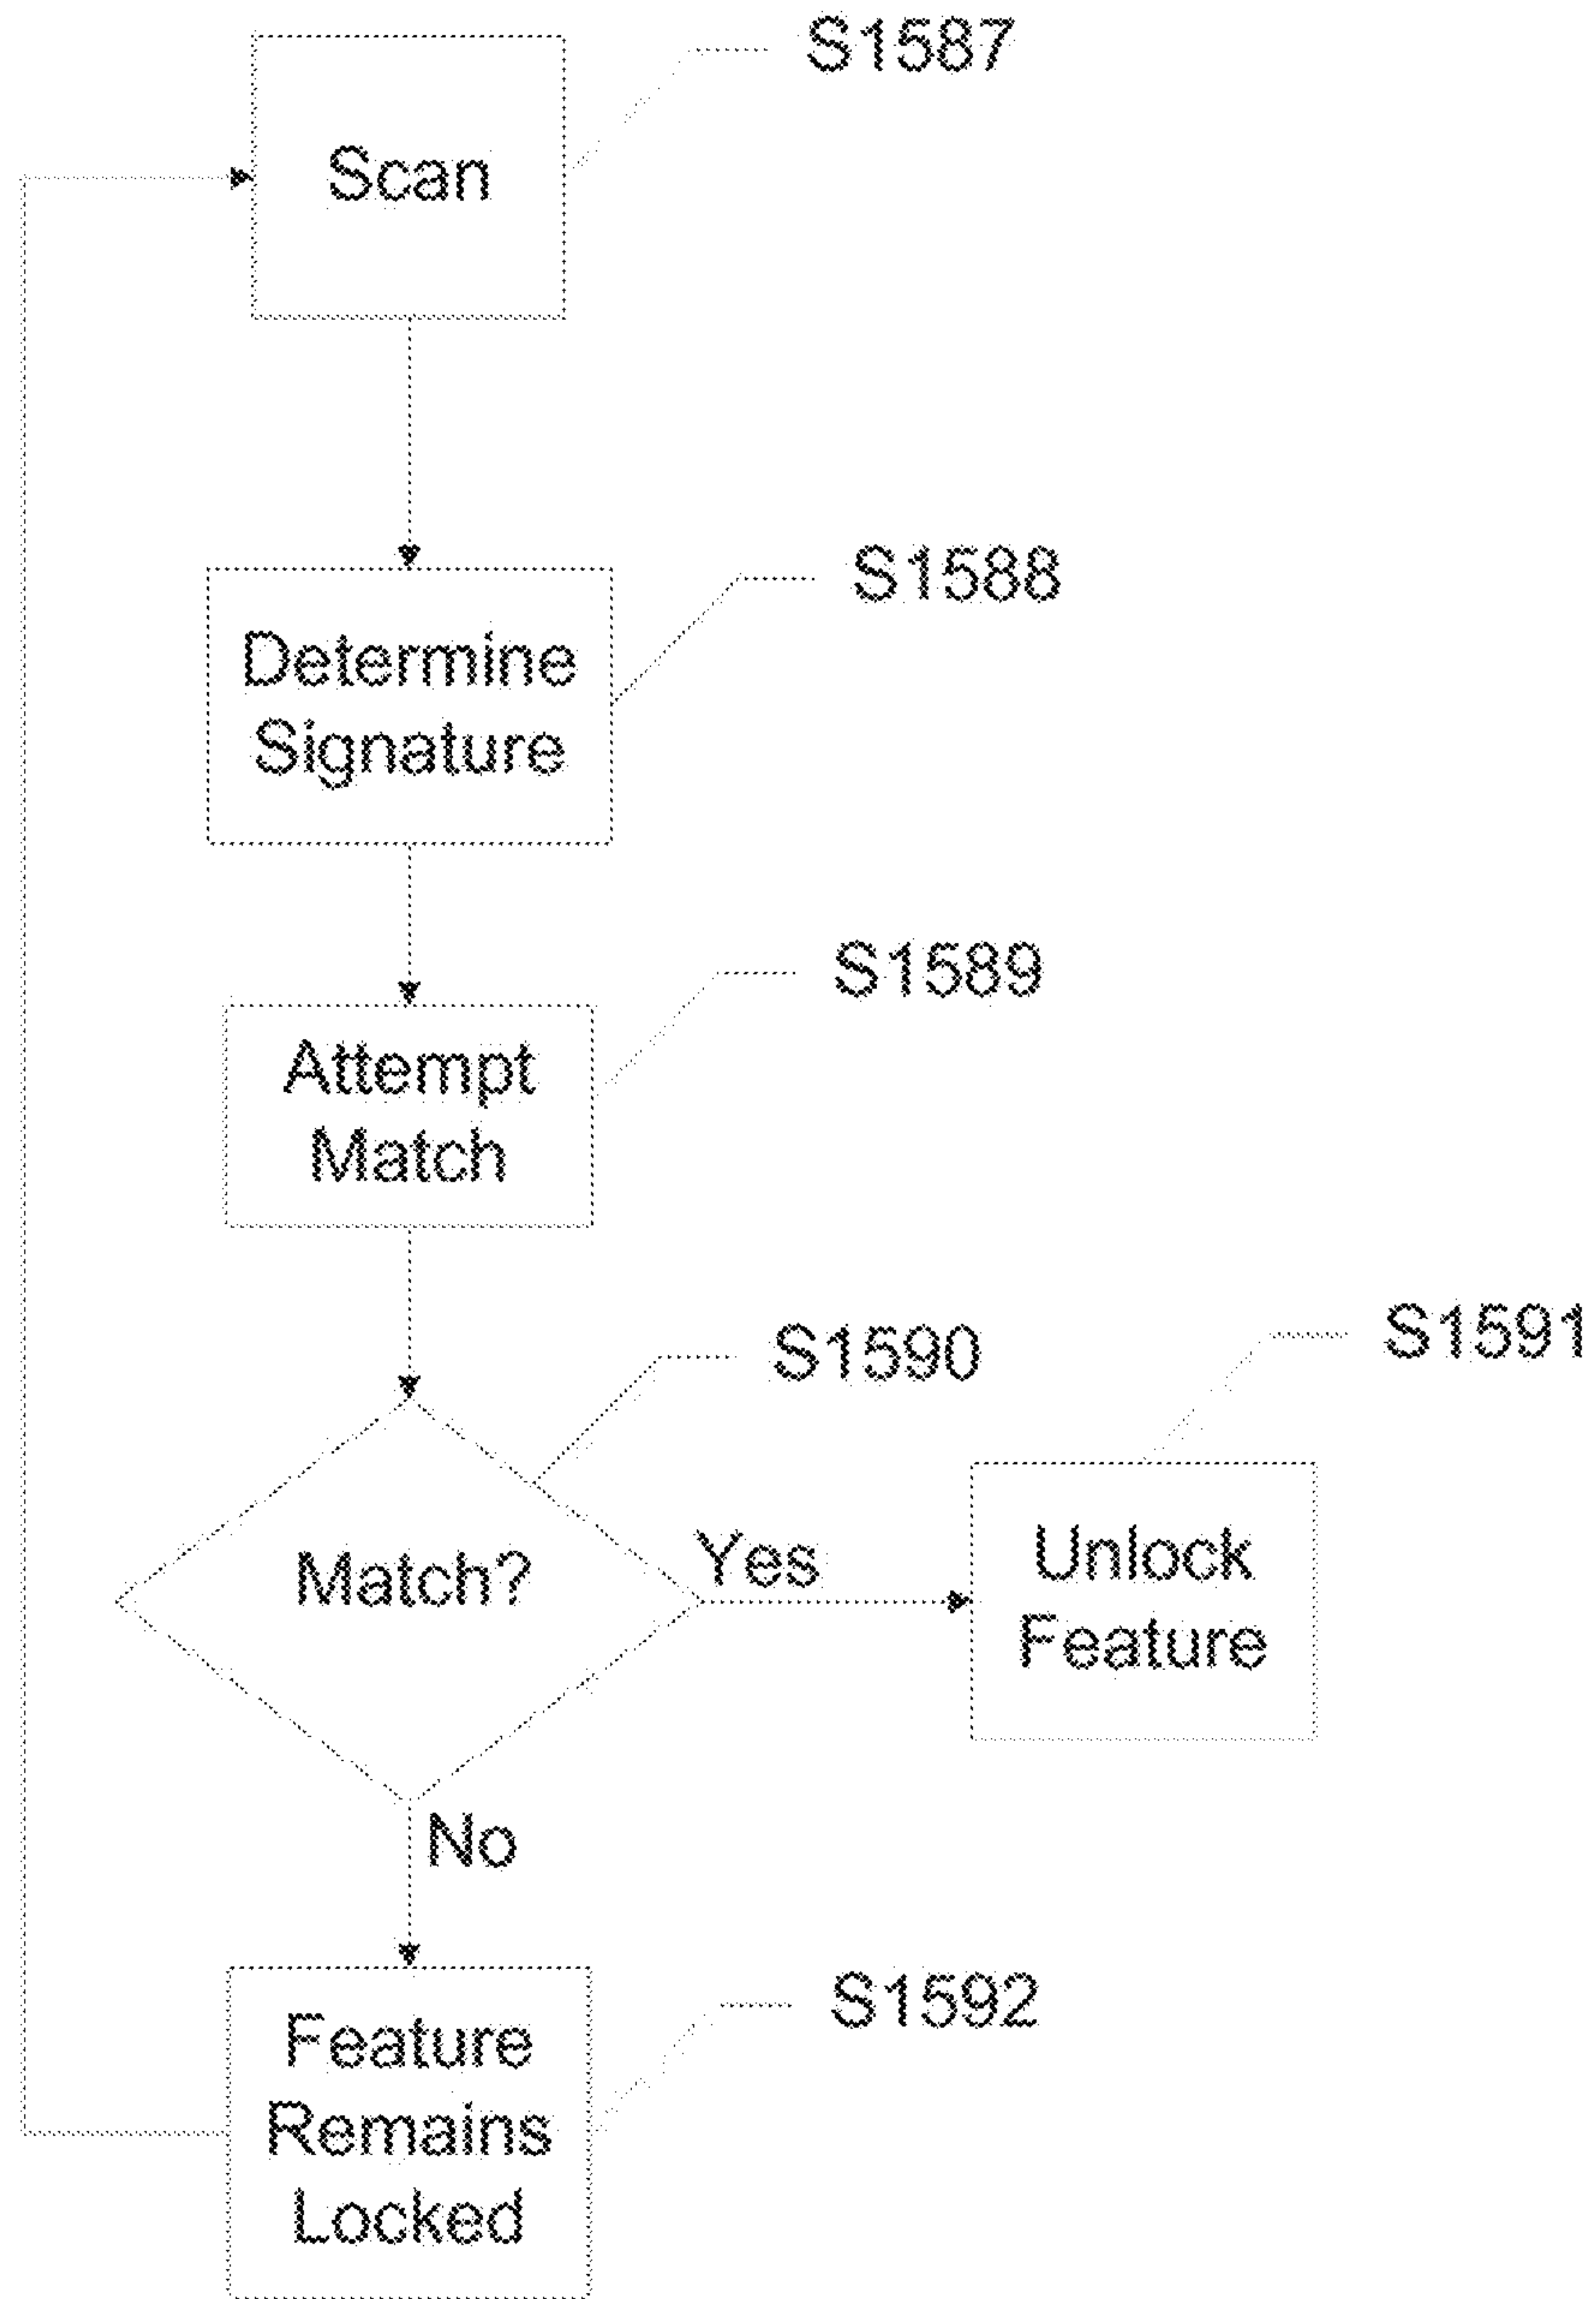 S1587
Scan
S1588
Determine
Signature
S1589
Attempt
Match
S1590
S1591
Match?
Yes
Unlock
Feature
No
S1592
Feature
Remains
Locked